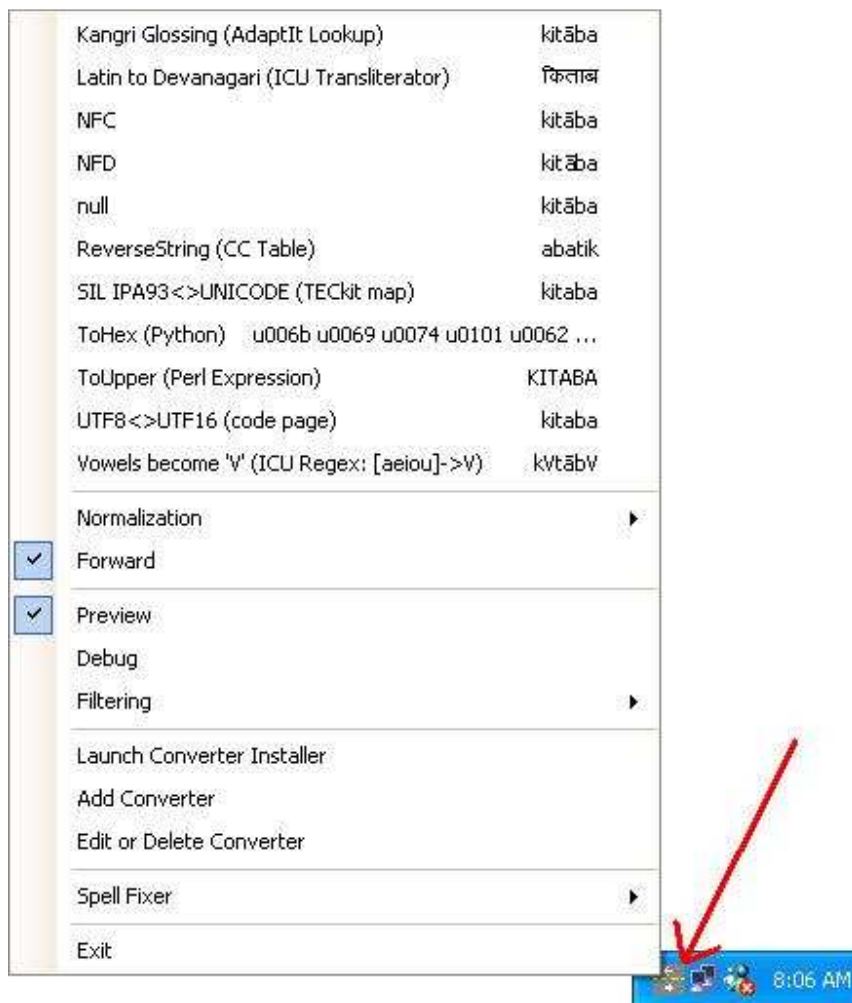 Kangri Glossing (AdaptIt Lookup) kitāba
Latin to Devanagari (ICU Transliterator) किताब
NFC kitāba
NFD kitāba
null kitāba
ReverseString (CC Table) abatik
SIL IPA93<>UNICODE (TECkit map) kitaba
ToHex (Python) u006b u0069 u0074 u0101 u0062 ...
ToUpper (Perl Expression) KITABA
UTF8<>UTF16 (code page) kitaba
Vowels become 'V' (ICU Regex: [aeiou]->V) kVtābV
Normalization
Forward
Preview
Debug
Filtering
Launch Converter Installer
Add Converter
Edit or Delete Converter
Spell Fixer
Exit
8:06 AM